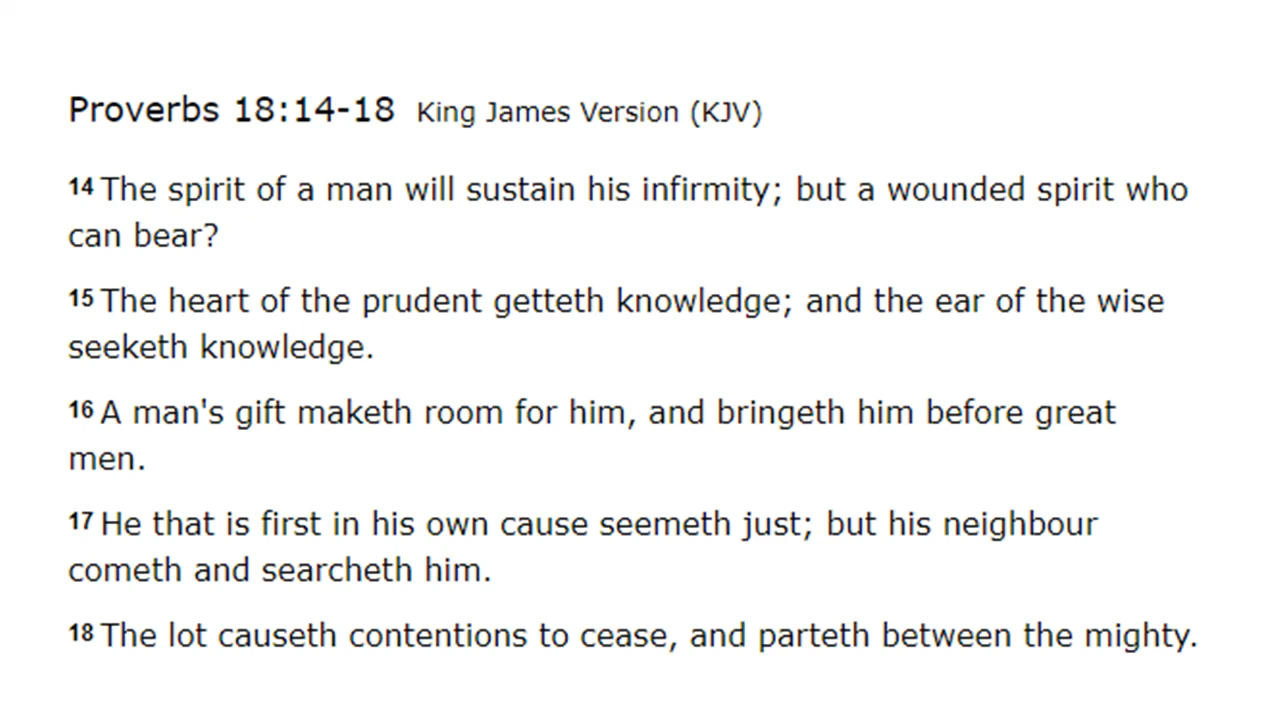 Proverbs 18:14-18 King James Version (KJV)
14 The spirit of a man will sustain his infirmity; but a wounded spirit who
can bear?
15 The heart of the prudent getteth knowledge; and the ear of the wise
seeketh knowledge.
16 A man's gift maketh room for him, and bringeth him before great
men.
17 He that is first in his own cause seemeth just; but his neighbour
cometh and searcheth him.
18 The lot causeth contentions to cease, and parteth between the mighty.